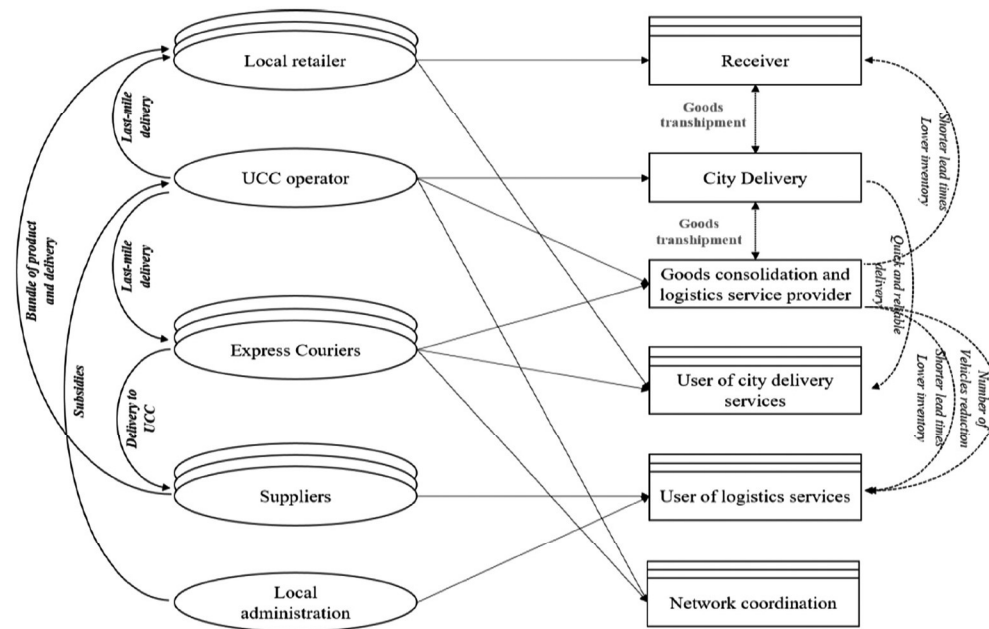 Local retailer
Receiver
Last-mile
delivery
Goods
transhipment
Shorter lead times
Lower inventory
UCC operator
City Delivery
Bundle of product
and delivery
Last-mile
delivery
Goods
transhipment
Quick and reliable
delivery
Goods consolidation and
logistics service provider
Express Couriers
User of city delivery
services
Subsidies
Delivery to
UCC
Number of
Vehicles reduction
Shorter lead times
Lower inventory
Suppliers
User of logistics services
Local
administration
Network coordination